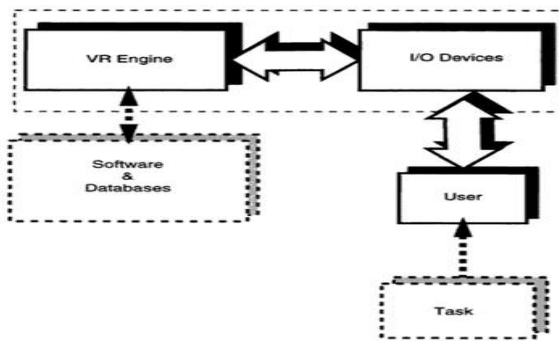 VR Engine
I/O Devices
Software
&
Databases
User
Task